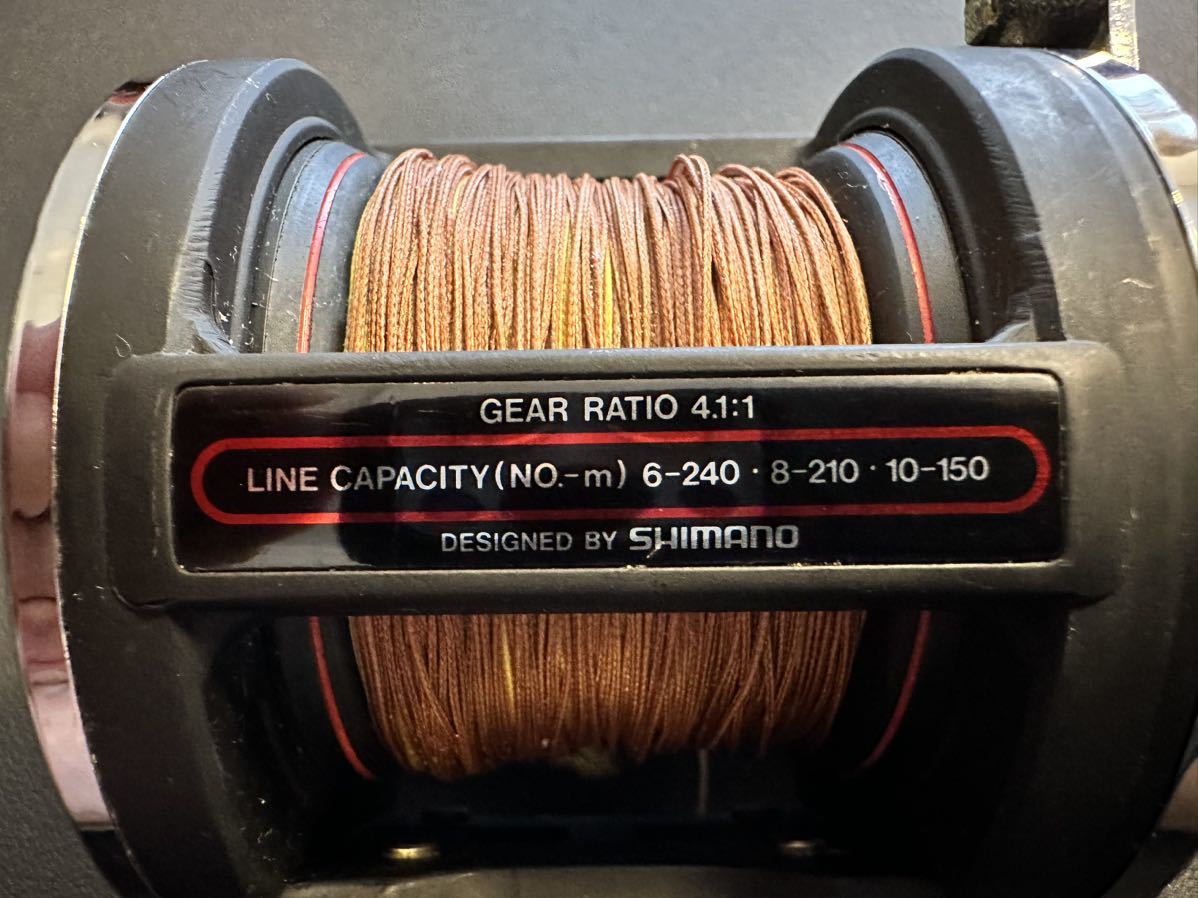 GEAR RATIO 4.1:1
LINE CAPACITY(NO.-m) 6-240・8-210・10-150
DESIGNED BY SHIMANO